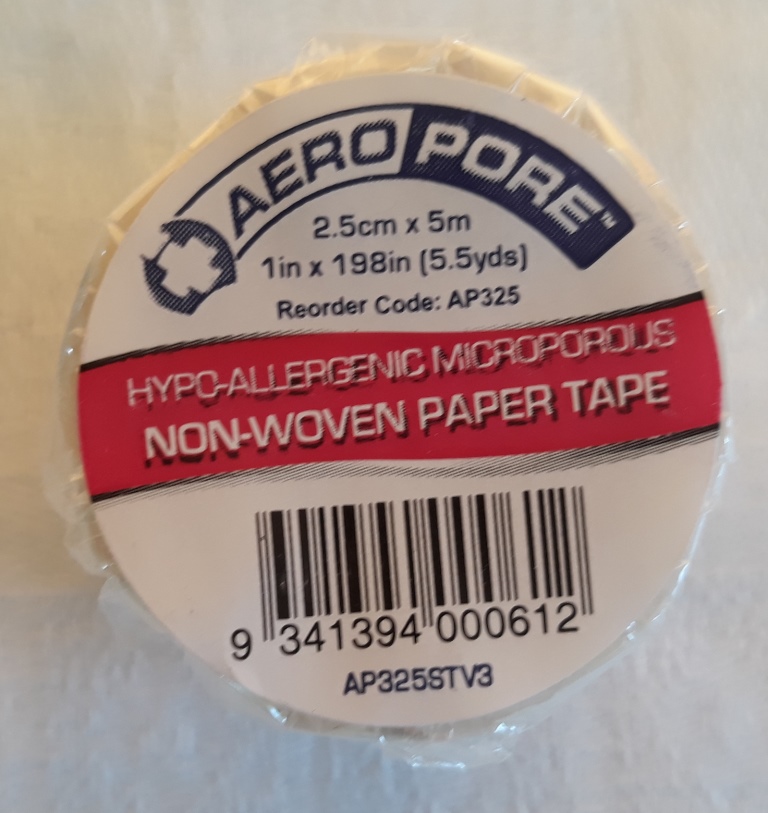 AEROPORE™
2.5cm x 5m
1in x 198in (5.5yds)
Reorder Code: AP325
HYPO-ALLERGENIC MICROPOROUS
NON-WOVEN PAPER TAPE
9 341394 000612
AP325STV3